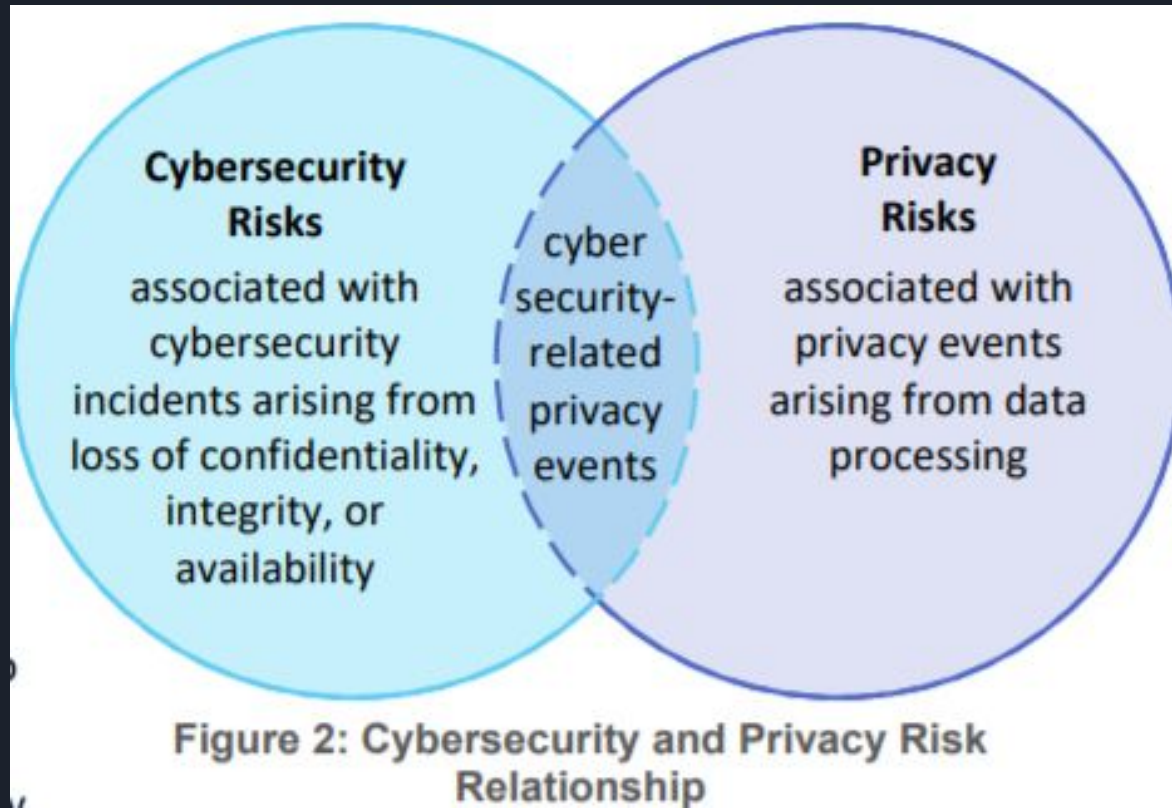 Cybersecurity
Risks
associated with
cybersecurity
incidents arising from
loss of confidentiality,
integrity, or
availability
cyber
security-
related
privacy
events
Privacy
Risks
associated with
privacy events
arising from data
processing
Figure 2: Cybersecurity and Privacy Risk
Relationship